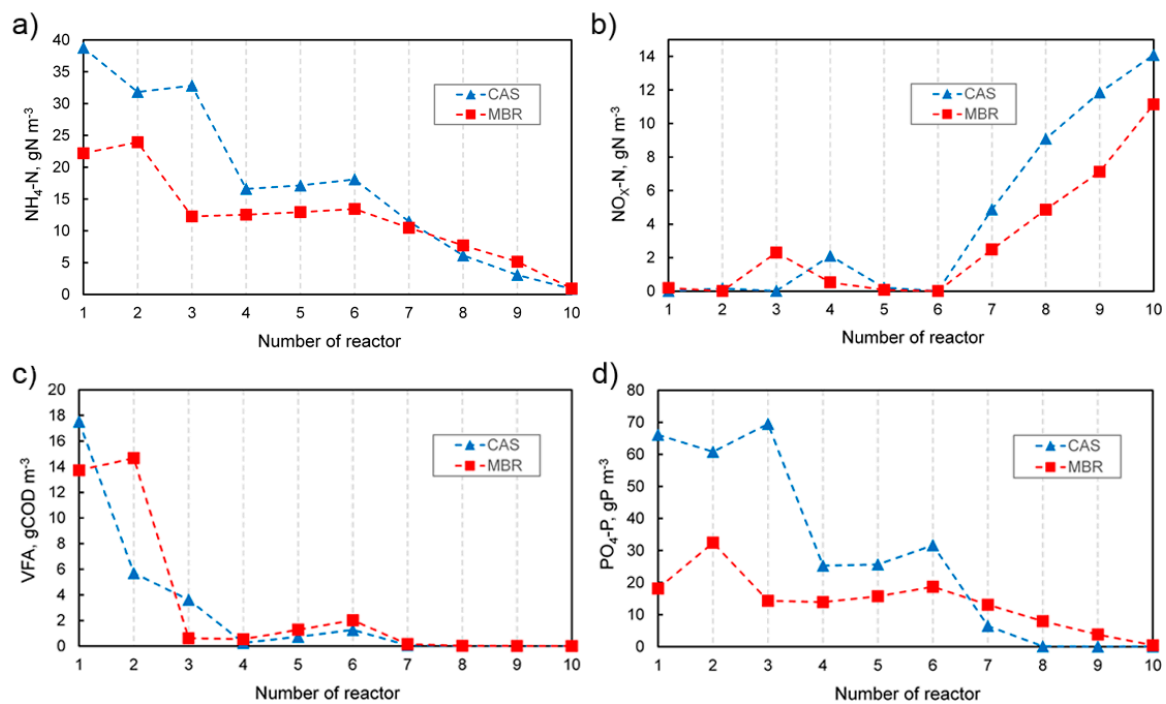 a)
NH₄-N, gN m⁻³
40
35
30
25
20
15
10
5
0
CAS
MBR
1 2 3 4 5 6 7 8 9 10
Number of reactor
b)
NOₓ-N, gN m⁻³
14
12
10
8
6
4
2
0
CAS
MBR
1 2 3 4 5 6 7 8 9 10
Number of reactor
c)
VFA, gCOD m⁻³
20
18
16
14
12
10
8
6
4
2
0
CAS
MBR
1 2 3 4 5 6 7 8 9 10
Number of reactor
d)
PO₄-P, gP m⁻³
80
70
60
50
40
30
20
10
0
CAS
MBR
1 2 3 4 5 6 7 8 9 10
Number of reactor